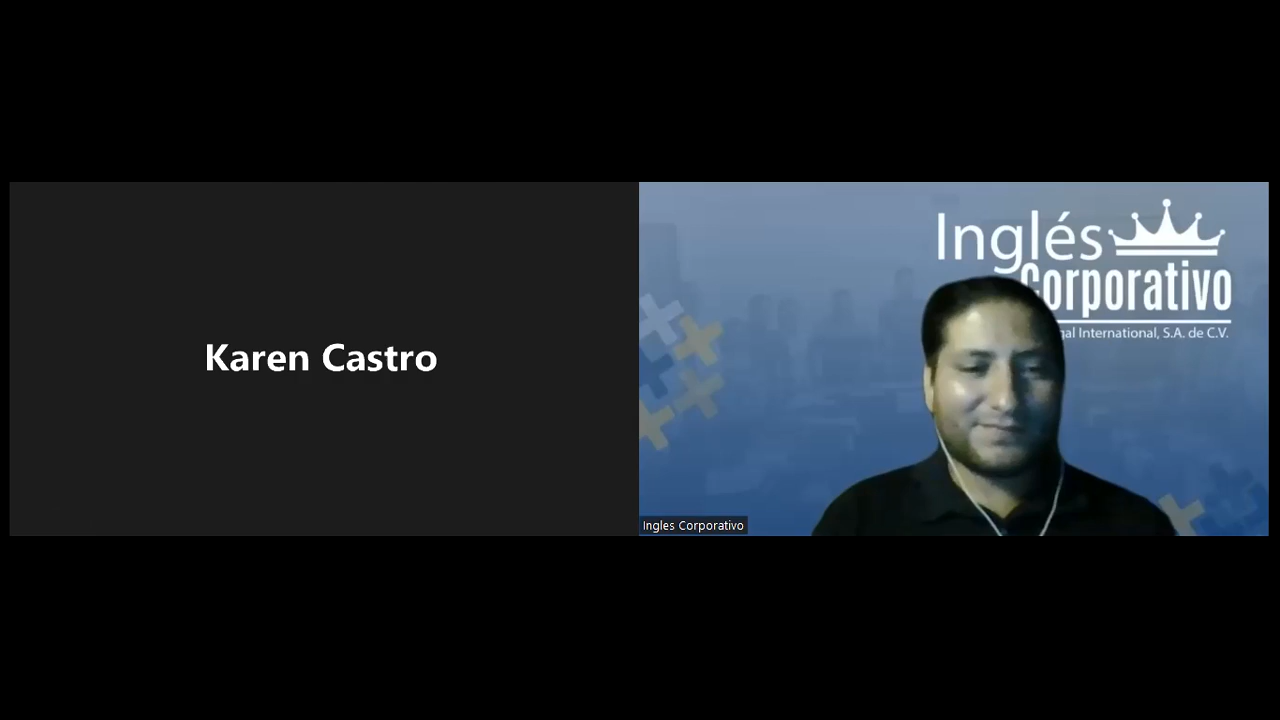 Karen Castro
Inglés
Corporativo
International, S.A. de C.V.
Ingles Corporativo